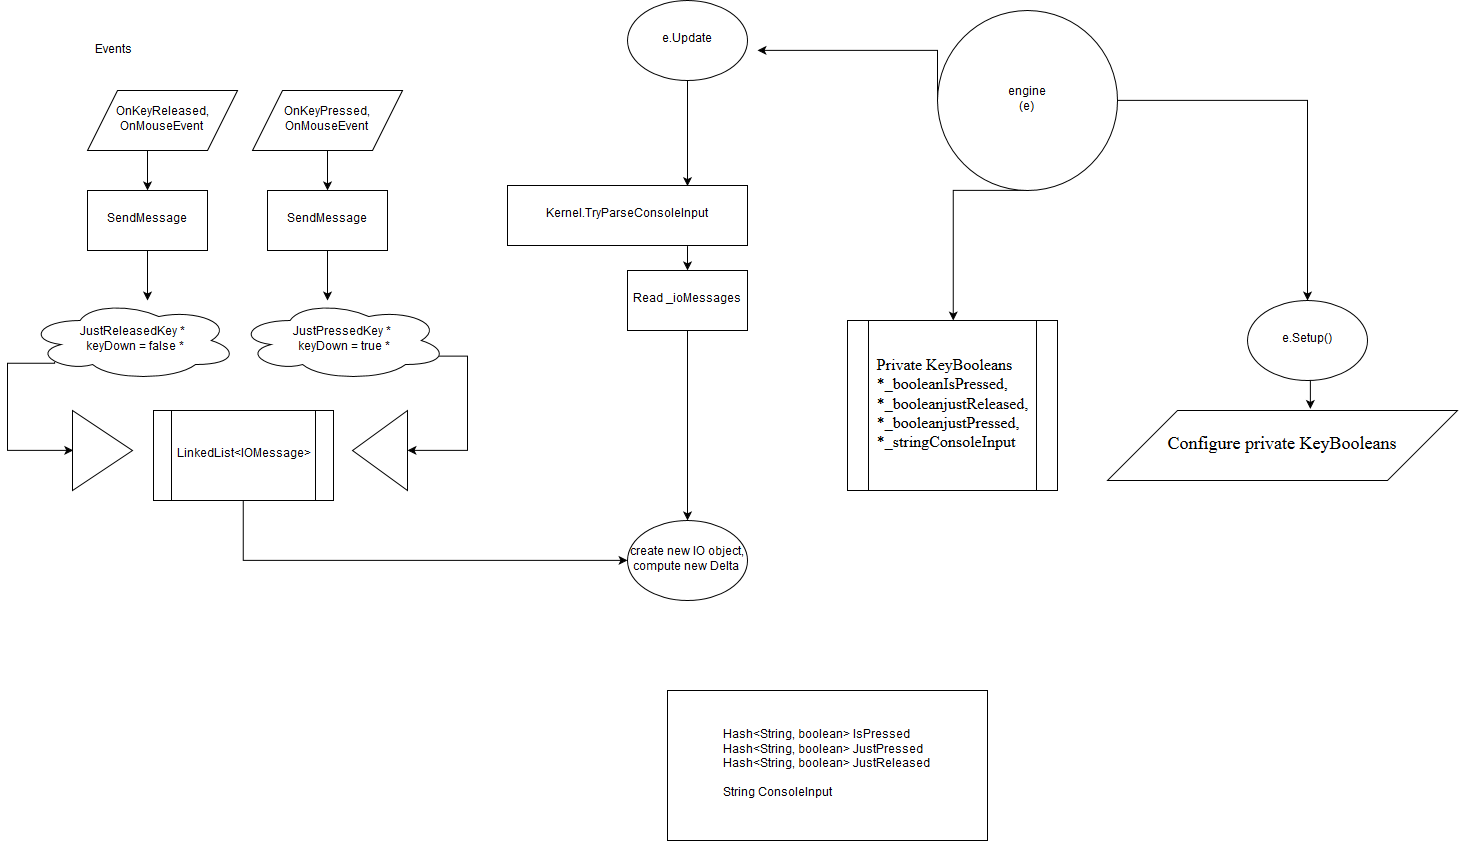 Events
OnKeyReleased,
OnMouseEvent
OnKeyPressed,
OnMouseEvent
SendMessage
SendMessage
JustReleasedKey *
keyDown = false *
JustPressedKey *
keyDown = true *
LinkedList<IOMessage>
e.Update
Kernel.TryParseConsoleInput
Read _ioMessages
create new IO object,
compute new Delta
engine
(e)
Private KeyBooleans
*_booleanIsPressed,
*_booleanjustReleased,
*_booleanjustPressed,
*_stringConsoleInput
e.Setup()
Configure private KeyBooleans
Hash<String, boolean> IsPressed
Hash<String, boolean> JustPressed
Hash<String, boolean> JustReleased
String ConsoleInput